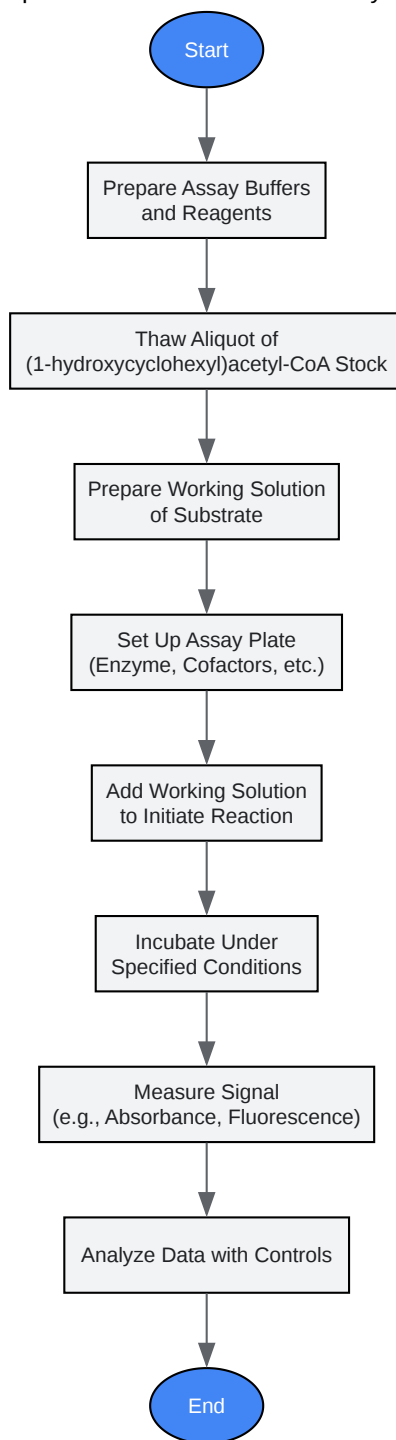 Start
Prepare Assay Buffers
and Reagents
Thaw Aliquot of
(1-hydroxycyclohexyl)acetyl-CoA Stock
Prepare Working Solution
of Substrate
Set Up Assay Plate
(Enzyme, Cofactors, etc.)
Add Working Solution
to Initiate Reaction
Incubate Under
Specified Conditions
Measure Signal
(e.g., Absorbance, Fluorescence)
Analyze Data with Controls
End